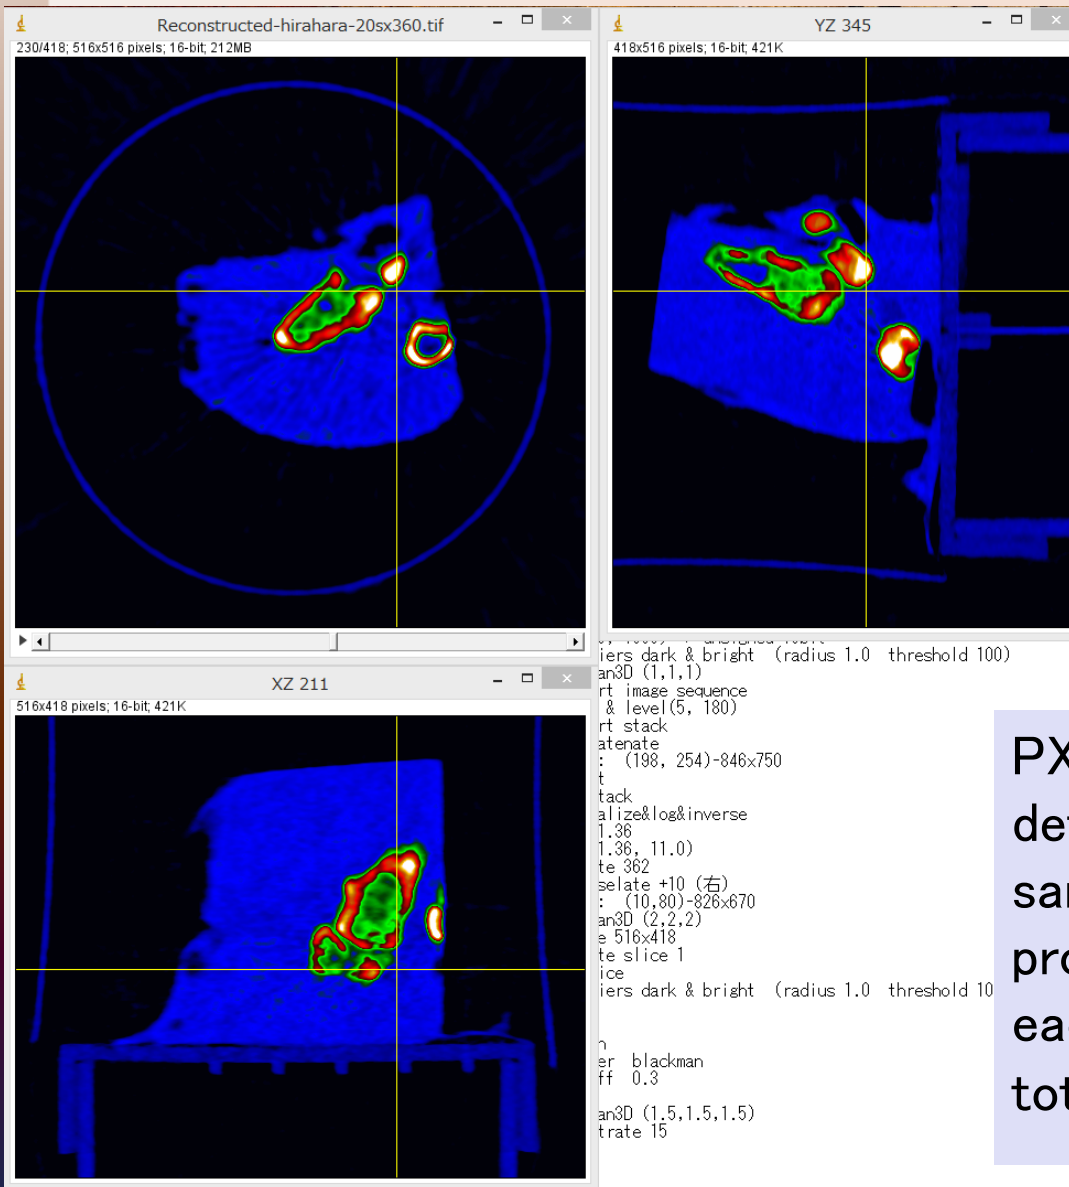 Reconstructed-hirahara-20sx360.tif
230/418; 516x516 pixels; 16-bit; 212MB
YZ 345
418x516 pixels; 16-bit; 421K
XZ 211
516x418 pixels; 16-bit; 421K
iers dark & bright (radius 1.0 threshold 100)
an3D (1,1,1)
rt image sequence
& level(5, 180)
rt stack
atenate
: (198, 254)-846x750
t
tack
alize&log&inverse
1.36
1.36, 11.0)
te 362
selate +10 (右)
: (10,80)-826x670
an3D (2,2,2)
e 516x418
te slice 1
ice
iers dark & bright (radius 1.0 threshold 10
n
er blackman
ff 0.3
an3D (1.5,1.5,1.5)
trate 15
PX
de
sa
pro
ea
tot